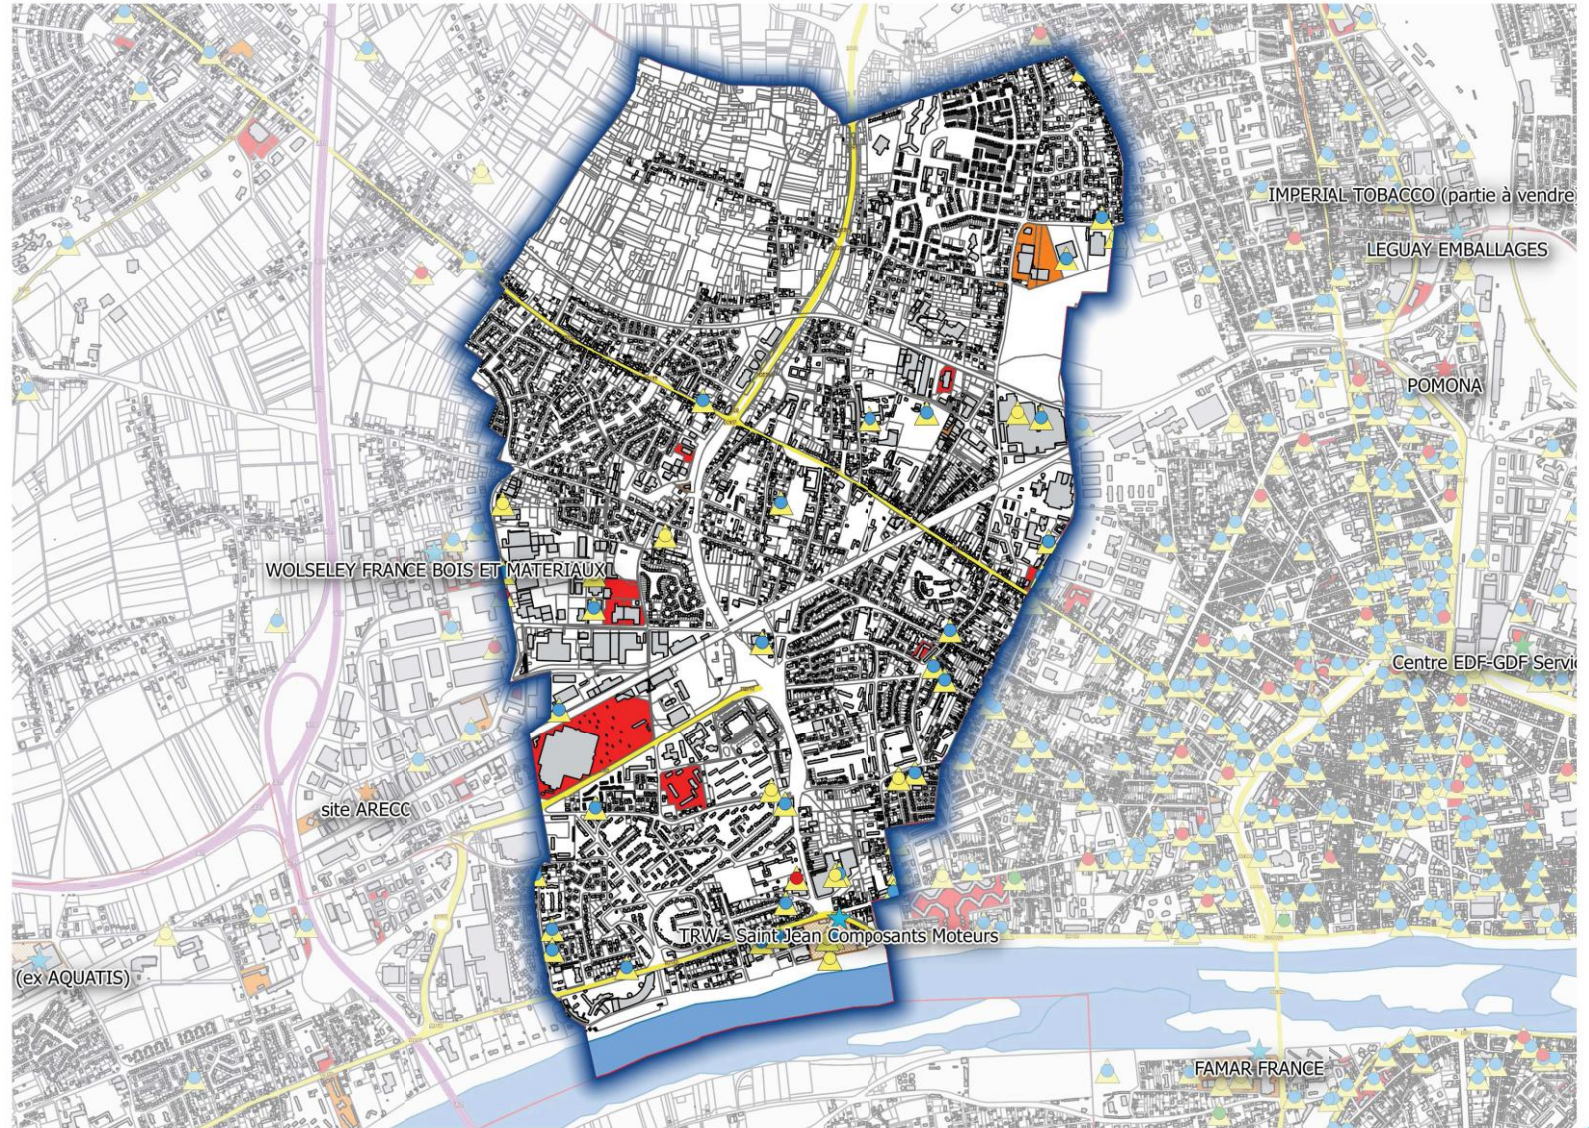 IMPERIAL TOBACCO (partie à vendre
LEGUAY EMBALLAGES
POMONA
WOLSELEY FRANCE BOIS ET MATERIAUX
Centre EDF-GDF Servic
site ARECC
TRW - Saint Jean Composants Moteurs
(ex AQUATIS)
FAMAR FRANCE